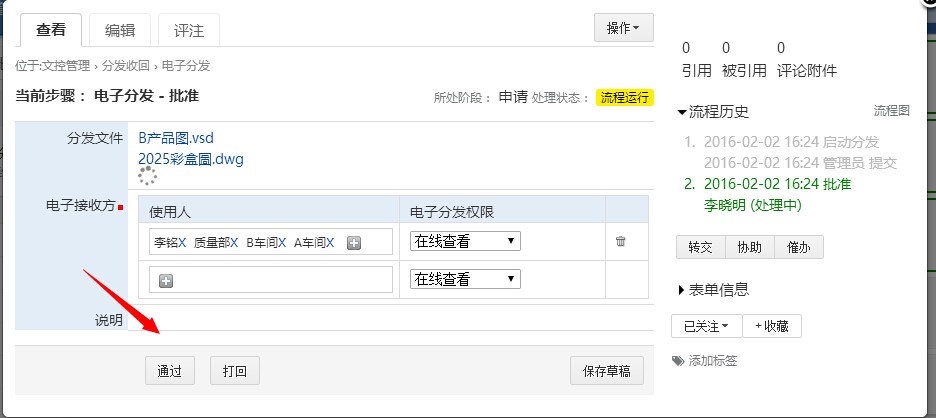 查看 编辑 评注 操作
位于:文控管理 › 分发收回 › 电子分发
当前步骤： 电子分发 - 批准 所处阶段： 申请 处理状态： 流程运行
分发文件 B产品图.vsd
2025彩盒圖.dwg
电子接收方 使用人 电子分发权限
李铭X 质量部X B车间X A车间X 在线查看
在线查看
说明
通过 打回 保存草稿
0 0 0
引用 被引用 评论附件
流程历史 流程图
1. 2016-02-02 16:24 启动分发
2016-02-02 16:24 管理员 提交
2. 2016-02-02 16:24 批准
李晓明 (处理中)
转交 协助 催办
表单信息
已关注 +收藏
添加标签